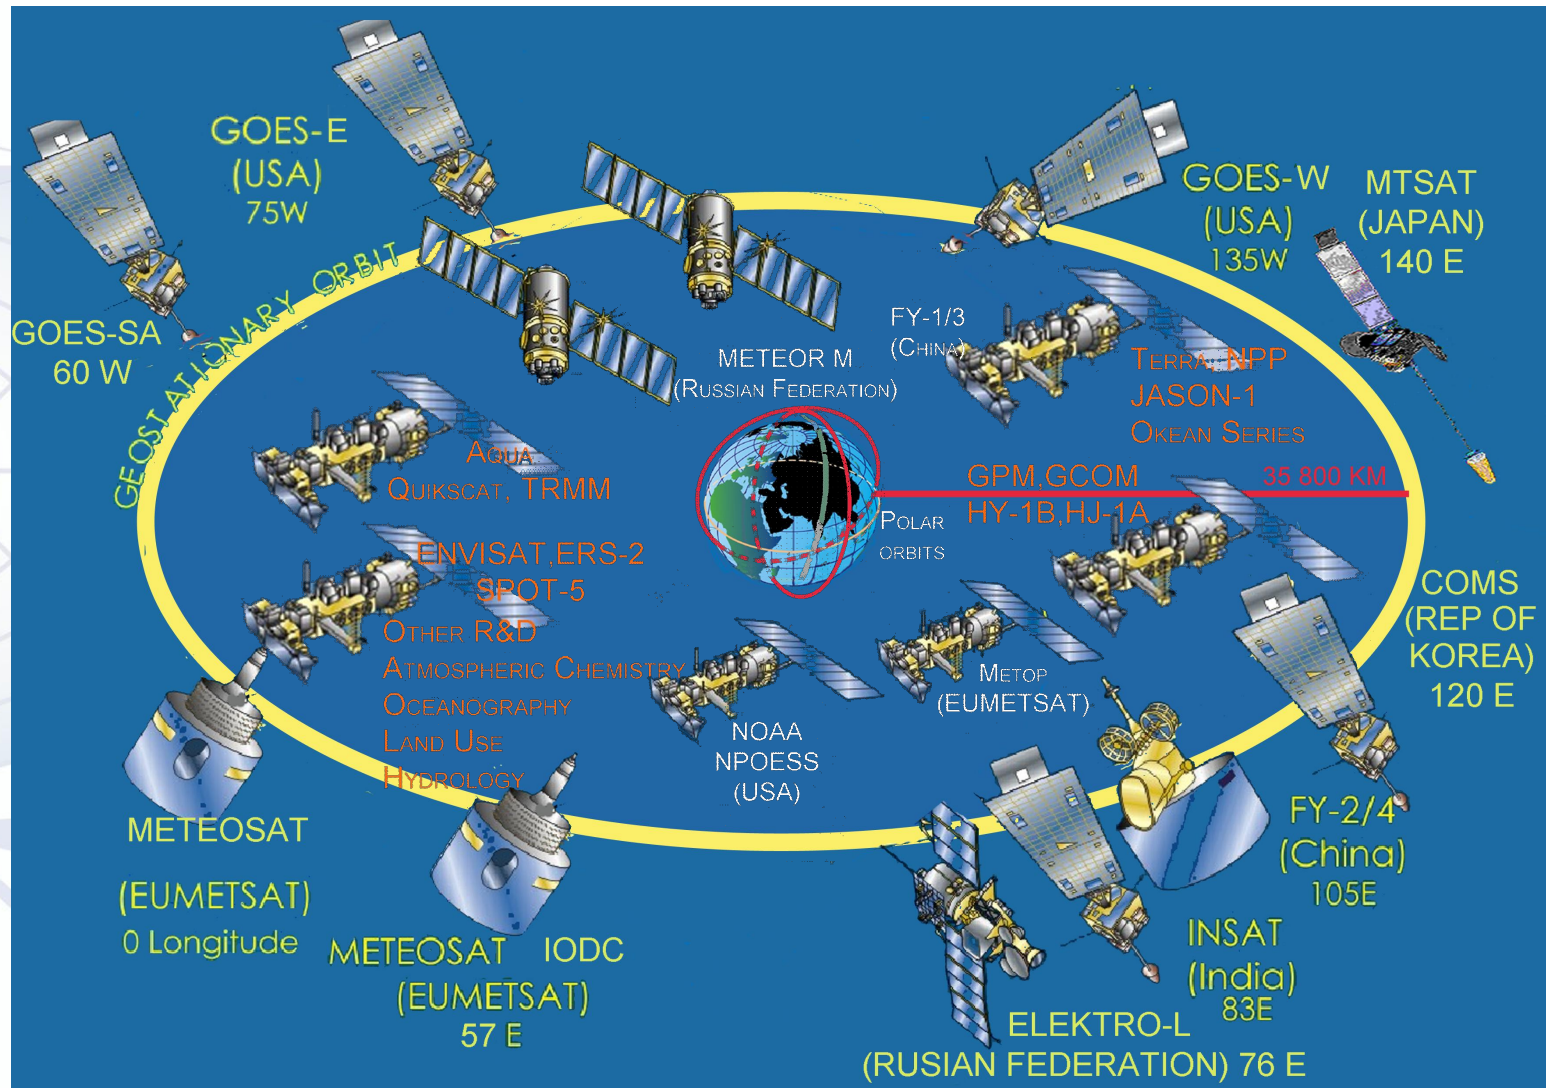 GOES-E
(USA)
75W
GOES-SA
60 W
GEOSTATIONARY ORBIT
GOES-W
(USA)
135W
MTSAT
(JAPAN)
140 E
METEOR M
(RUSSIAN FEDERATION)
FY-1/3
(CHINA)
TERRA, NPP
JASON-1
OKEAN SERIES
AQUA
QUIKSCAT, TRMM
GPM,GCOM
HY-1B,HJ-1A
35 800 KM
POLAR
ORBITS
ENVISAT,ERS-2
SPOT-5
OTHER R&D
ATMOSPHERIC CHEMISTRY
OCEANOGRAPHY
LAND USE
HYDROLOGY
NOAA
NPOESS
(USA)
METOP
(EUMETSAT)
COMS
(REP OF
KOREA)
120 E
METEOSAT
(EUMETSAT)
0 Longitude
METEOSAT IODC
(EUMETSAT)
57 E
FY-2/4
(China)
105E
INSAT
(India)
83E
ELEKTRO-L
(RUSIAN FEDERATION) 76 E